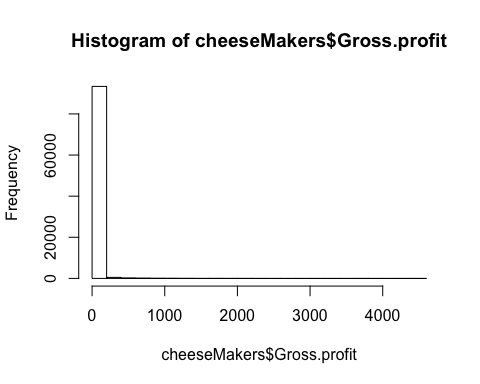 Histogram of cheeseMakers$Gross.profit
Frequency
60000
20000
0
0 1000 2000 3000 4000
cheeseMakers$Gross.profit